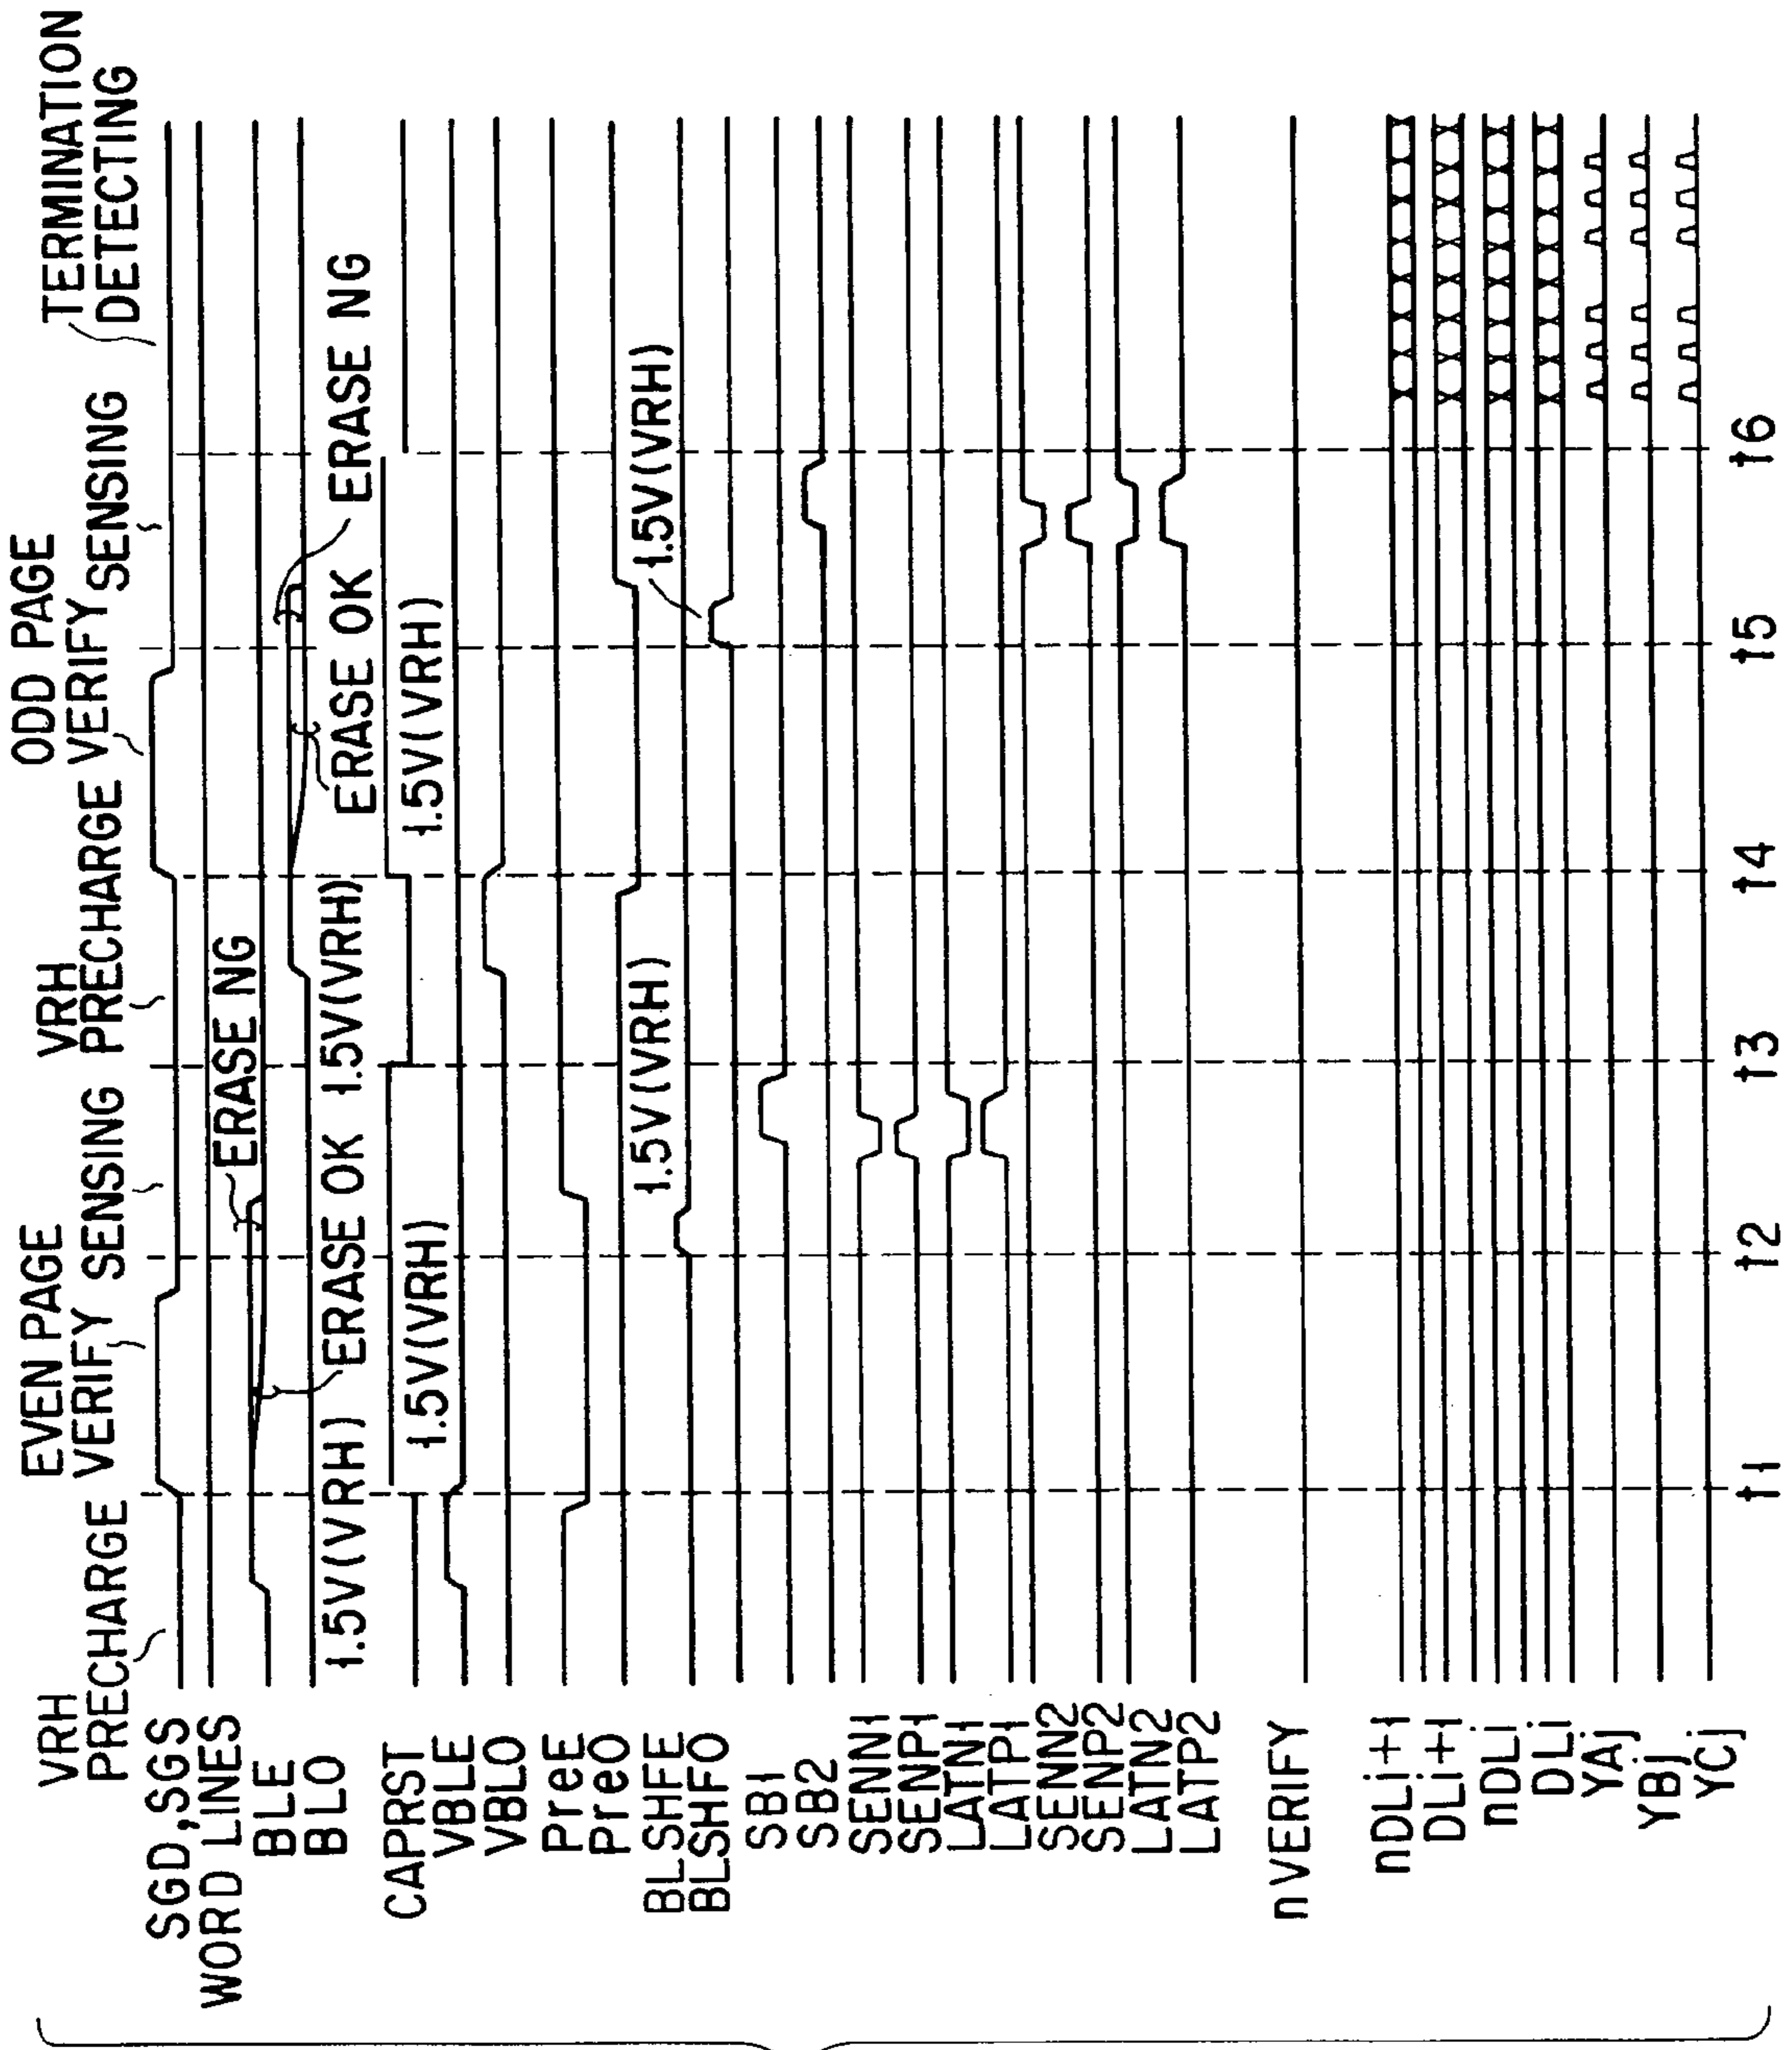 VRH
PRECHARGE
EVEN PAGE
VERIFY
SENSING
VRH
PRECHARGE
ODD PAGE
VERIFY
SENSING
TERMINATION
DETECTING
SGD,SGS
WORD LINES
BLE
ERASE NG
BLO
1.5V(VRH)
ERASE OK
1.5V(VRH)
ERASE OK
ERASE NG
CAPRST
1.5V(VRH)
1.5V(VRH)
VBLE
VBLO
PreE
PreO
1.5V(VRH)
1.5V(VRH)
BLSHFE
BLSHFO
SB1
SB2
SENN1
SENP1
LATN1
LATP1
SENN2
SENP2
LATN2
LATP2
nVERIFY
nDLi+1
DLi+1
nDLi
DLi
YAj
YBj
YCj
t1
t2
t3
t4
t5
t6